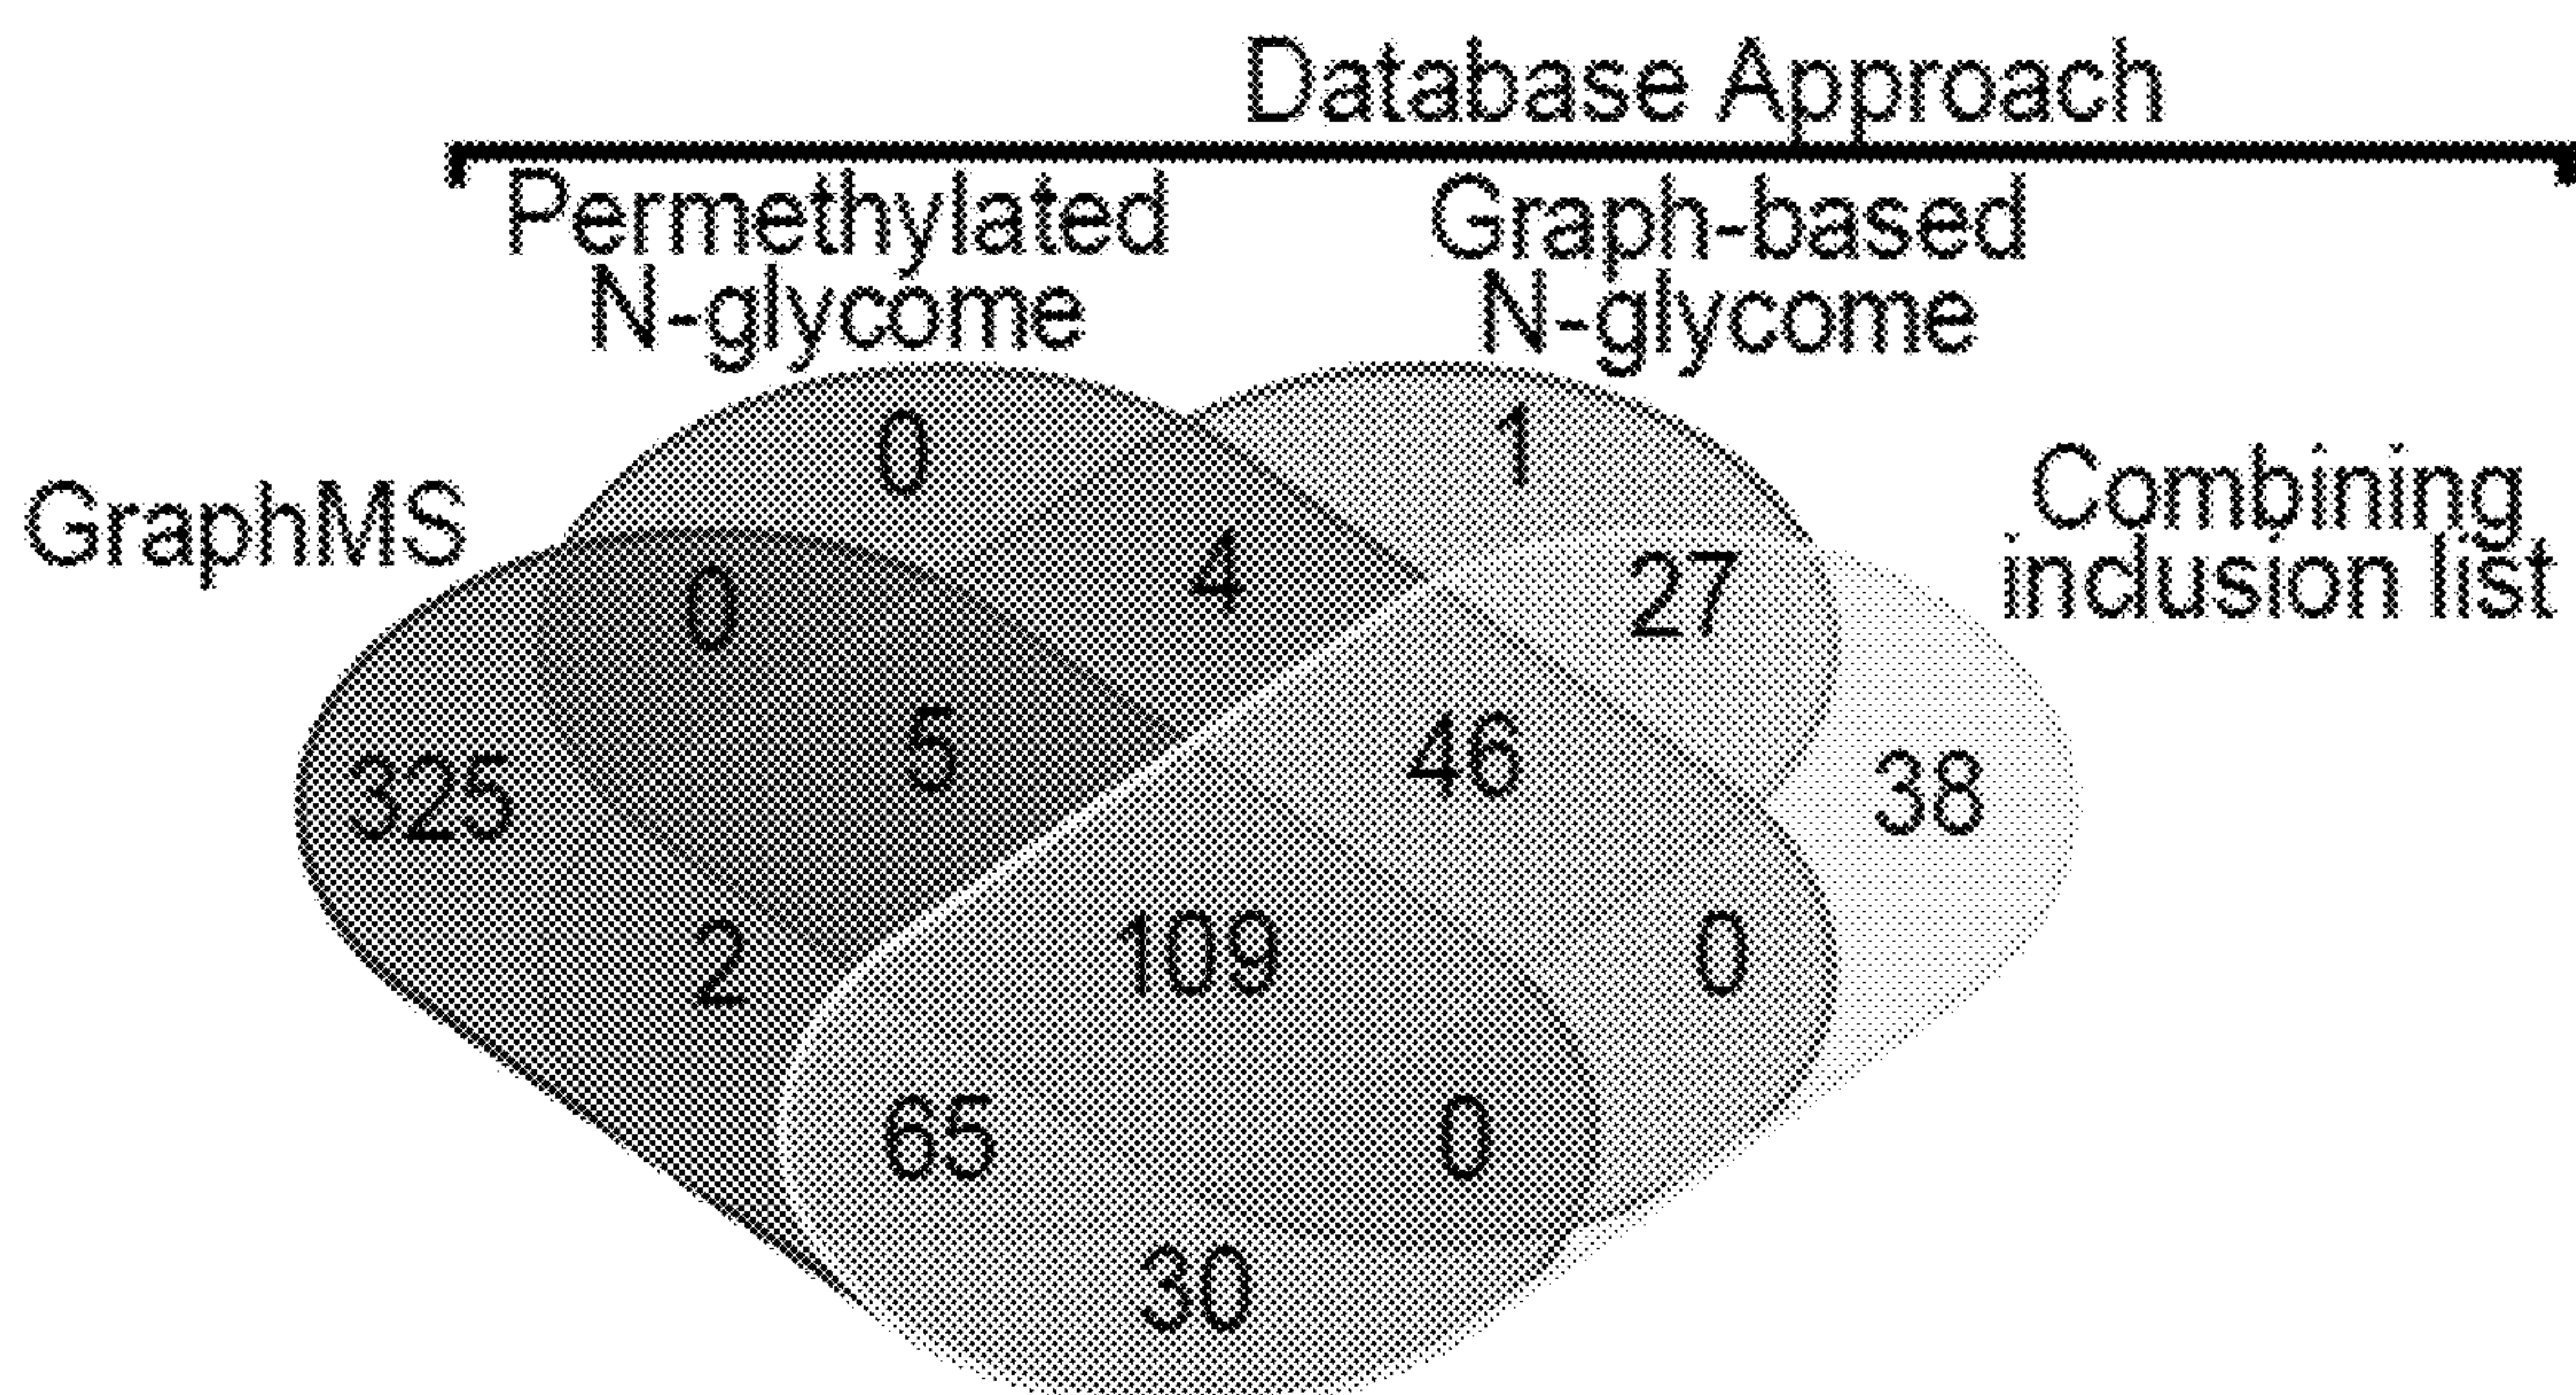 Database Approach
Permethylated
N-glycome
Graph-based
N-glycome
GraphMS
Combining
inclusion list
0
1
0
4
27
325
5
46
38
2
109
0
65
0
30